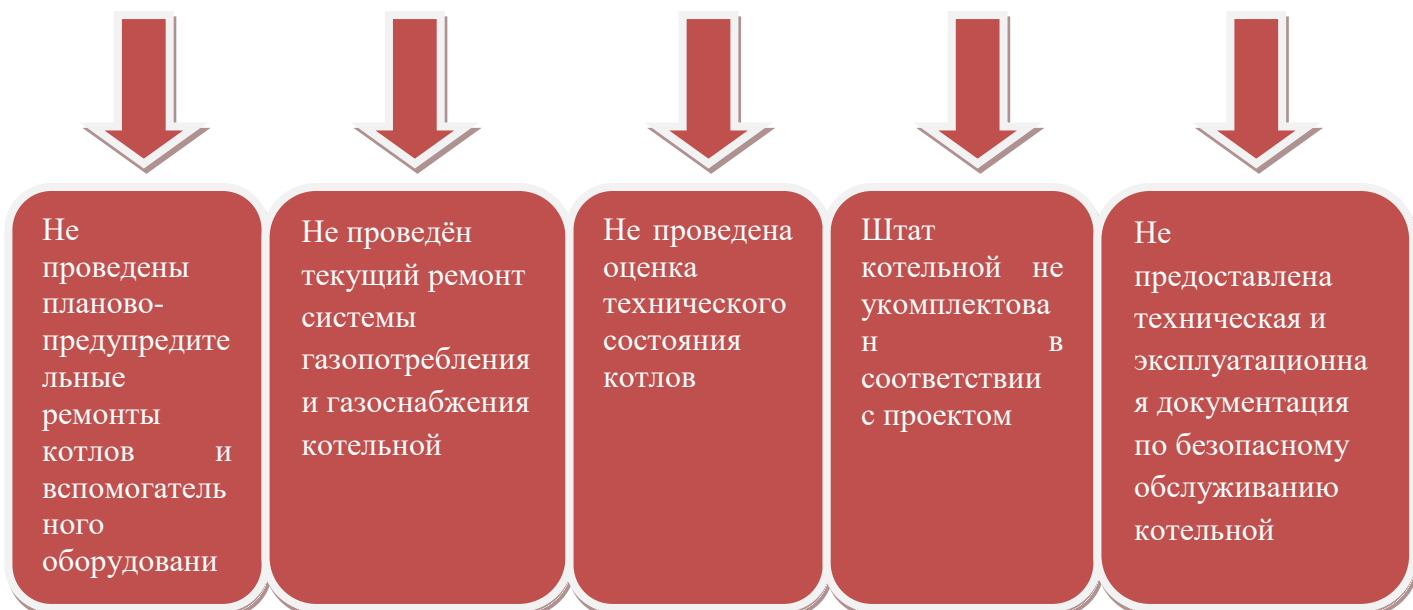 Не
проведены
планово-
предупредите
льные
ремонты
котлов и
вспомогатель
ного
оборудовани
Не проведён
текущий ремонт
системы
газопотребления
и газоснабжения
котельной
Не проведена
оценка
технического
состояния
котлов
Штат
котельной не
укомплектова
н в
соответствии
с проектом
Не
предоставлена
техническая и
эксплуатационна
я документация
по безопасному
обслуживанию
котельной